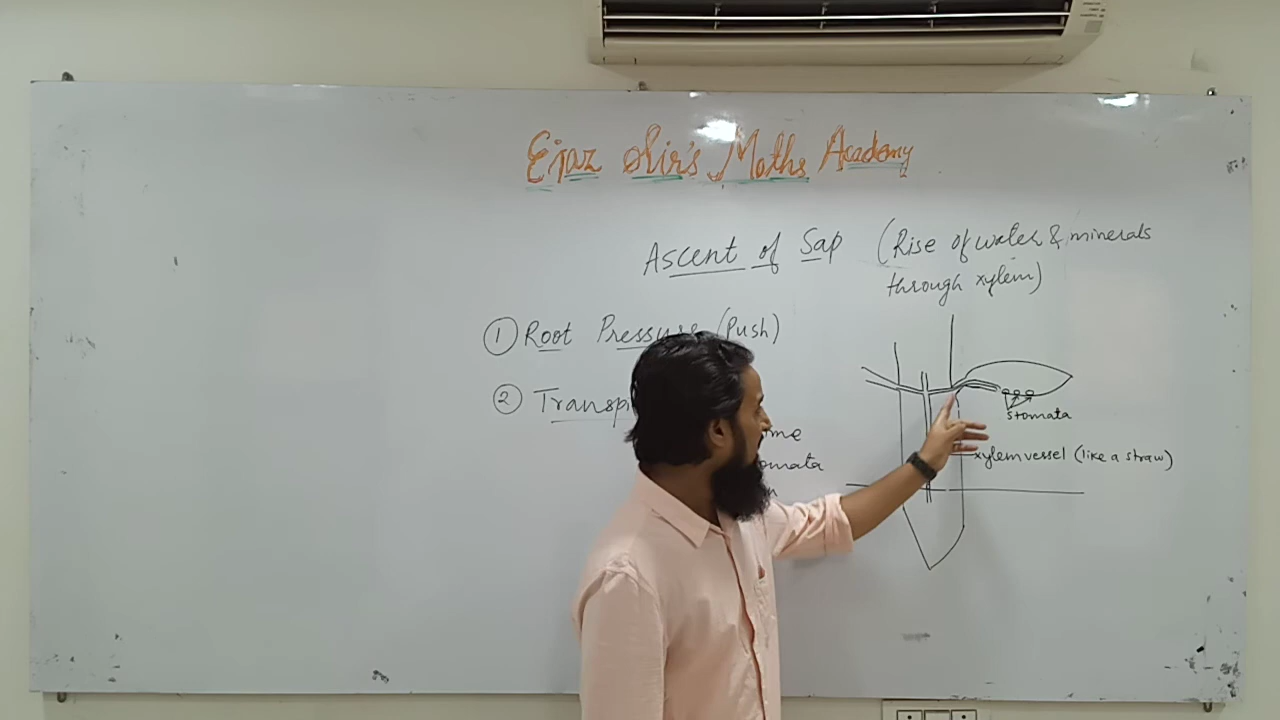 Ejaz Sir's Maths Academy
Ascent of Sap (Rise of water & minerals
through xylem)
① Root Pressure (Push)
② Transpi
stomata
xylem vessel (like a straw)